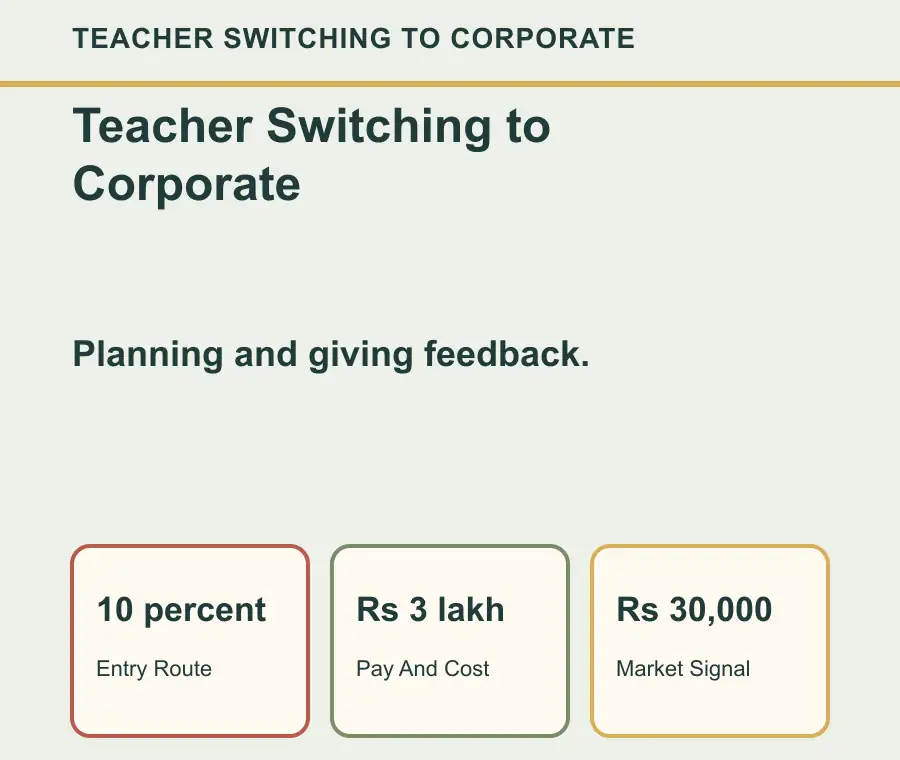 TEACHER SWITCHING TO CORPORATE
Teacher Switching to
Corporate
Planning and giving feedback.
10 percent
Entry Route
Rs 3 lakh
Pay And Cost
Rs 30,000
Market Signal